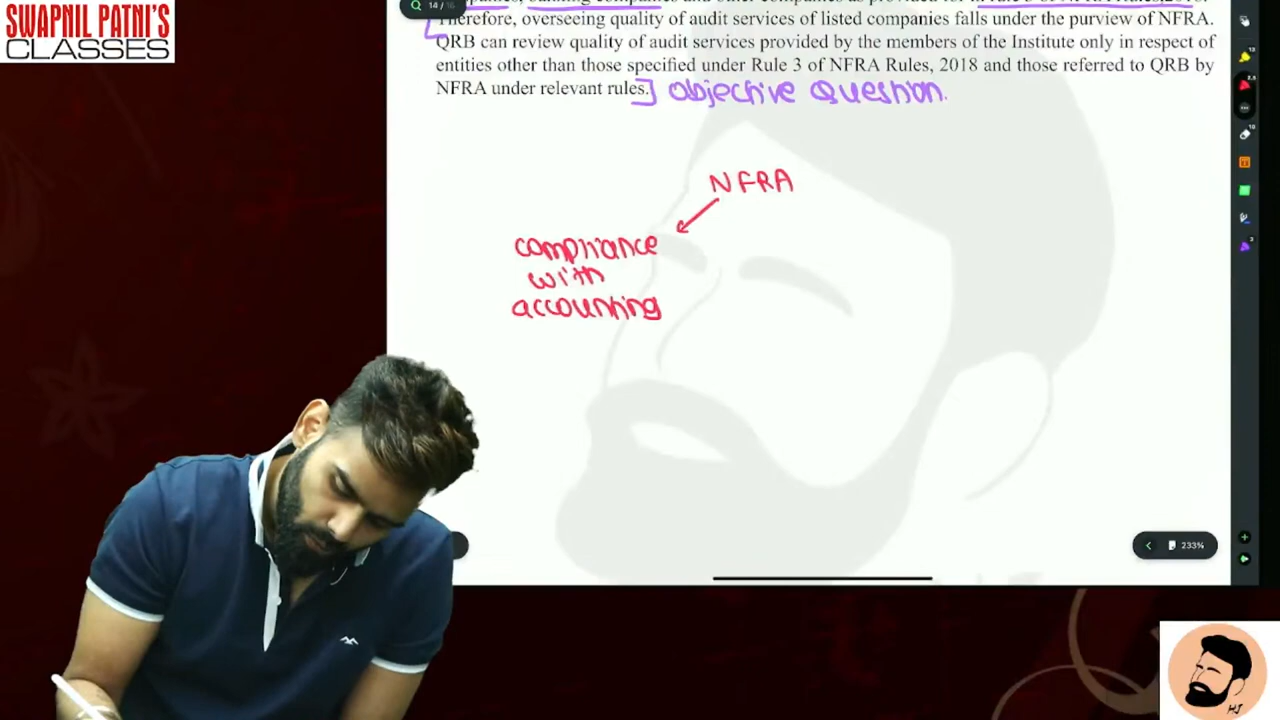 SWAPNIL PATNI'S
CLASSES
14 / 16
Therefore, overseeing quality of audit services of listed companies falls under the purview of NFRA.
QRB can review quality of audit services provided by the members of the Institute only in respect of
entities other than those specified under Rule 3 of NFRA Rules, 2018 and those referred to QRB by
NFRA under relevant rules. objective Question.
NFRA
compliance
with
accounting
233%
HJ